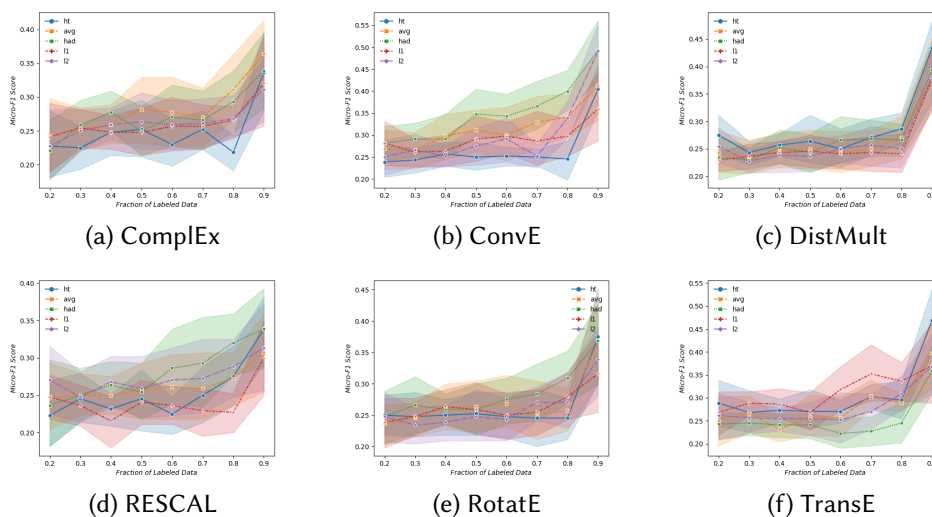 ht
avg
had
l1
l2
0.40
0.35
0.30
0.25
0.20
Micro-F1 Score
0.2 0.3 0.4 0.5 0.6 0.7 0.8 0.9
Fraction of Labeled Data
(a) ComplEx
ht
avg
had
l1
l2
0.55
0.50
0.45
0.40
0.35
0.30
0.25
0.20
Micro-F1 Score
0.2 0.3 0.4 0.5 0.6 0.7 0.8 0.9
Fraction of Labeled Data
(b) ConvE
ht
avg
had
l1
l2
0.45
0.40
0.35
0.30
0.25
0.20
Micro-F1 Score
0.2 0.3 0.4 0.5 0.6 0.7 0.8
Fraction of Labeled Data
(c) DistMult
ht
avg
had
l1
l2
0.40
0.35
0.30
0.25
0.20
Micro-F1 Score
0.2 0.3 0.4 0.5 0.6 0.7 0.8 0.9
Fraction of Labeled Data
(d) RESCAL
ht
avg
had
l1
l2
0.45
0.40
0.35
0.30
0.25
0.20
Micro-F1 Score
0.2 0.3 0.4 0.5 0.6 0.7 0.8 0.9
Fraction of Labeled Data
(e) RotatE
ht
avg
had
l1
l2
0.55
0.50
0.45
0.40
0.35
0.30
0.25
0.20
Micro-F1 Score
0.2 0.3 0.4 0.5 0.6 0.7 0.8
Fraction of Labeled Data
(f) TransE